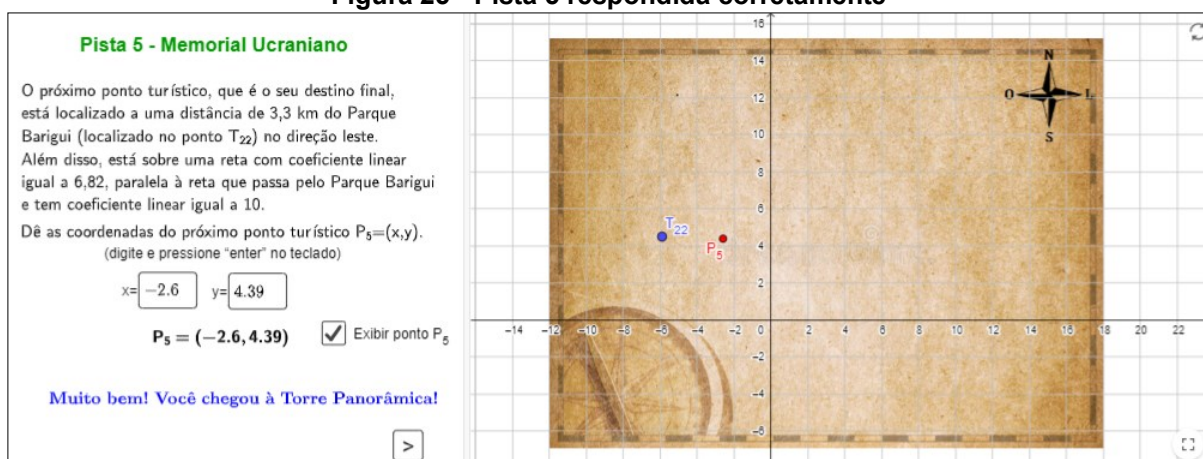 Pista 5 - Memorial Ucraniano
O próximo ponto turístico, que é o seu destino final,
está localizado a uma distância de 3,3 km do Parque
Barigui (localizado no ponto T₂₂) no direção leste.
Além disso, está sobre uma reta com coeficiente linear
igual a 6,82, paralela à reta que passa pelo Parque Barigui
e tem coeficiente linear igual a 10.
Dê as coordenadas do próximo ponto turístico P₅=(x,y).
(digite e pressione “enter” no teclado)
x= −2.6 y= 4.39
P₅ = (−2.6, 4.39) Exibir ponto P₅
Muito bem! Você chegou à Torre Panorâmica!
>
16
14
12
10
8
6
4
2
−14 −12 −10 −8 −6 −4 −2 0 2 4 6 8 10 12 14 16 18 20 22
−2
−4
−6
N
O L
S
T₂₂
P₅